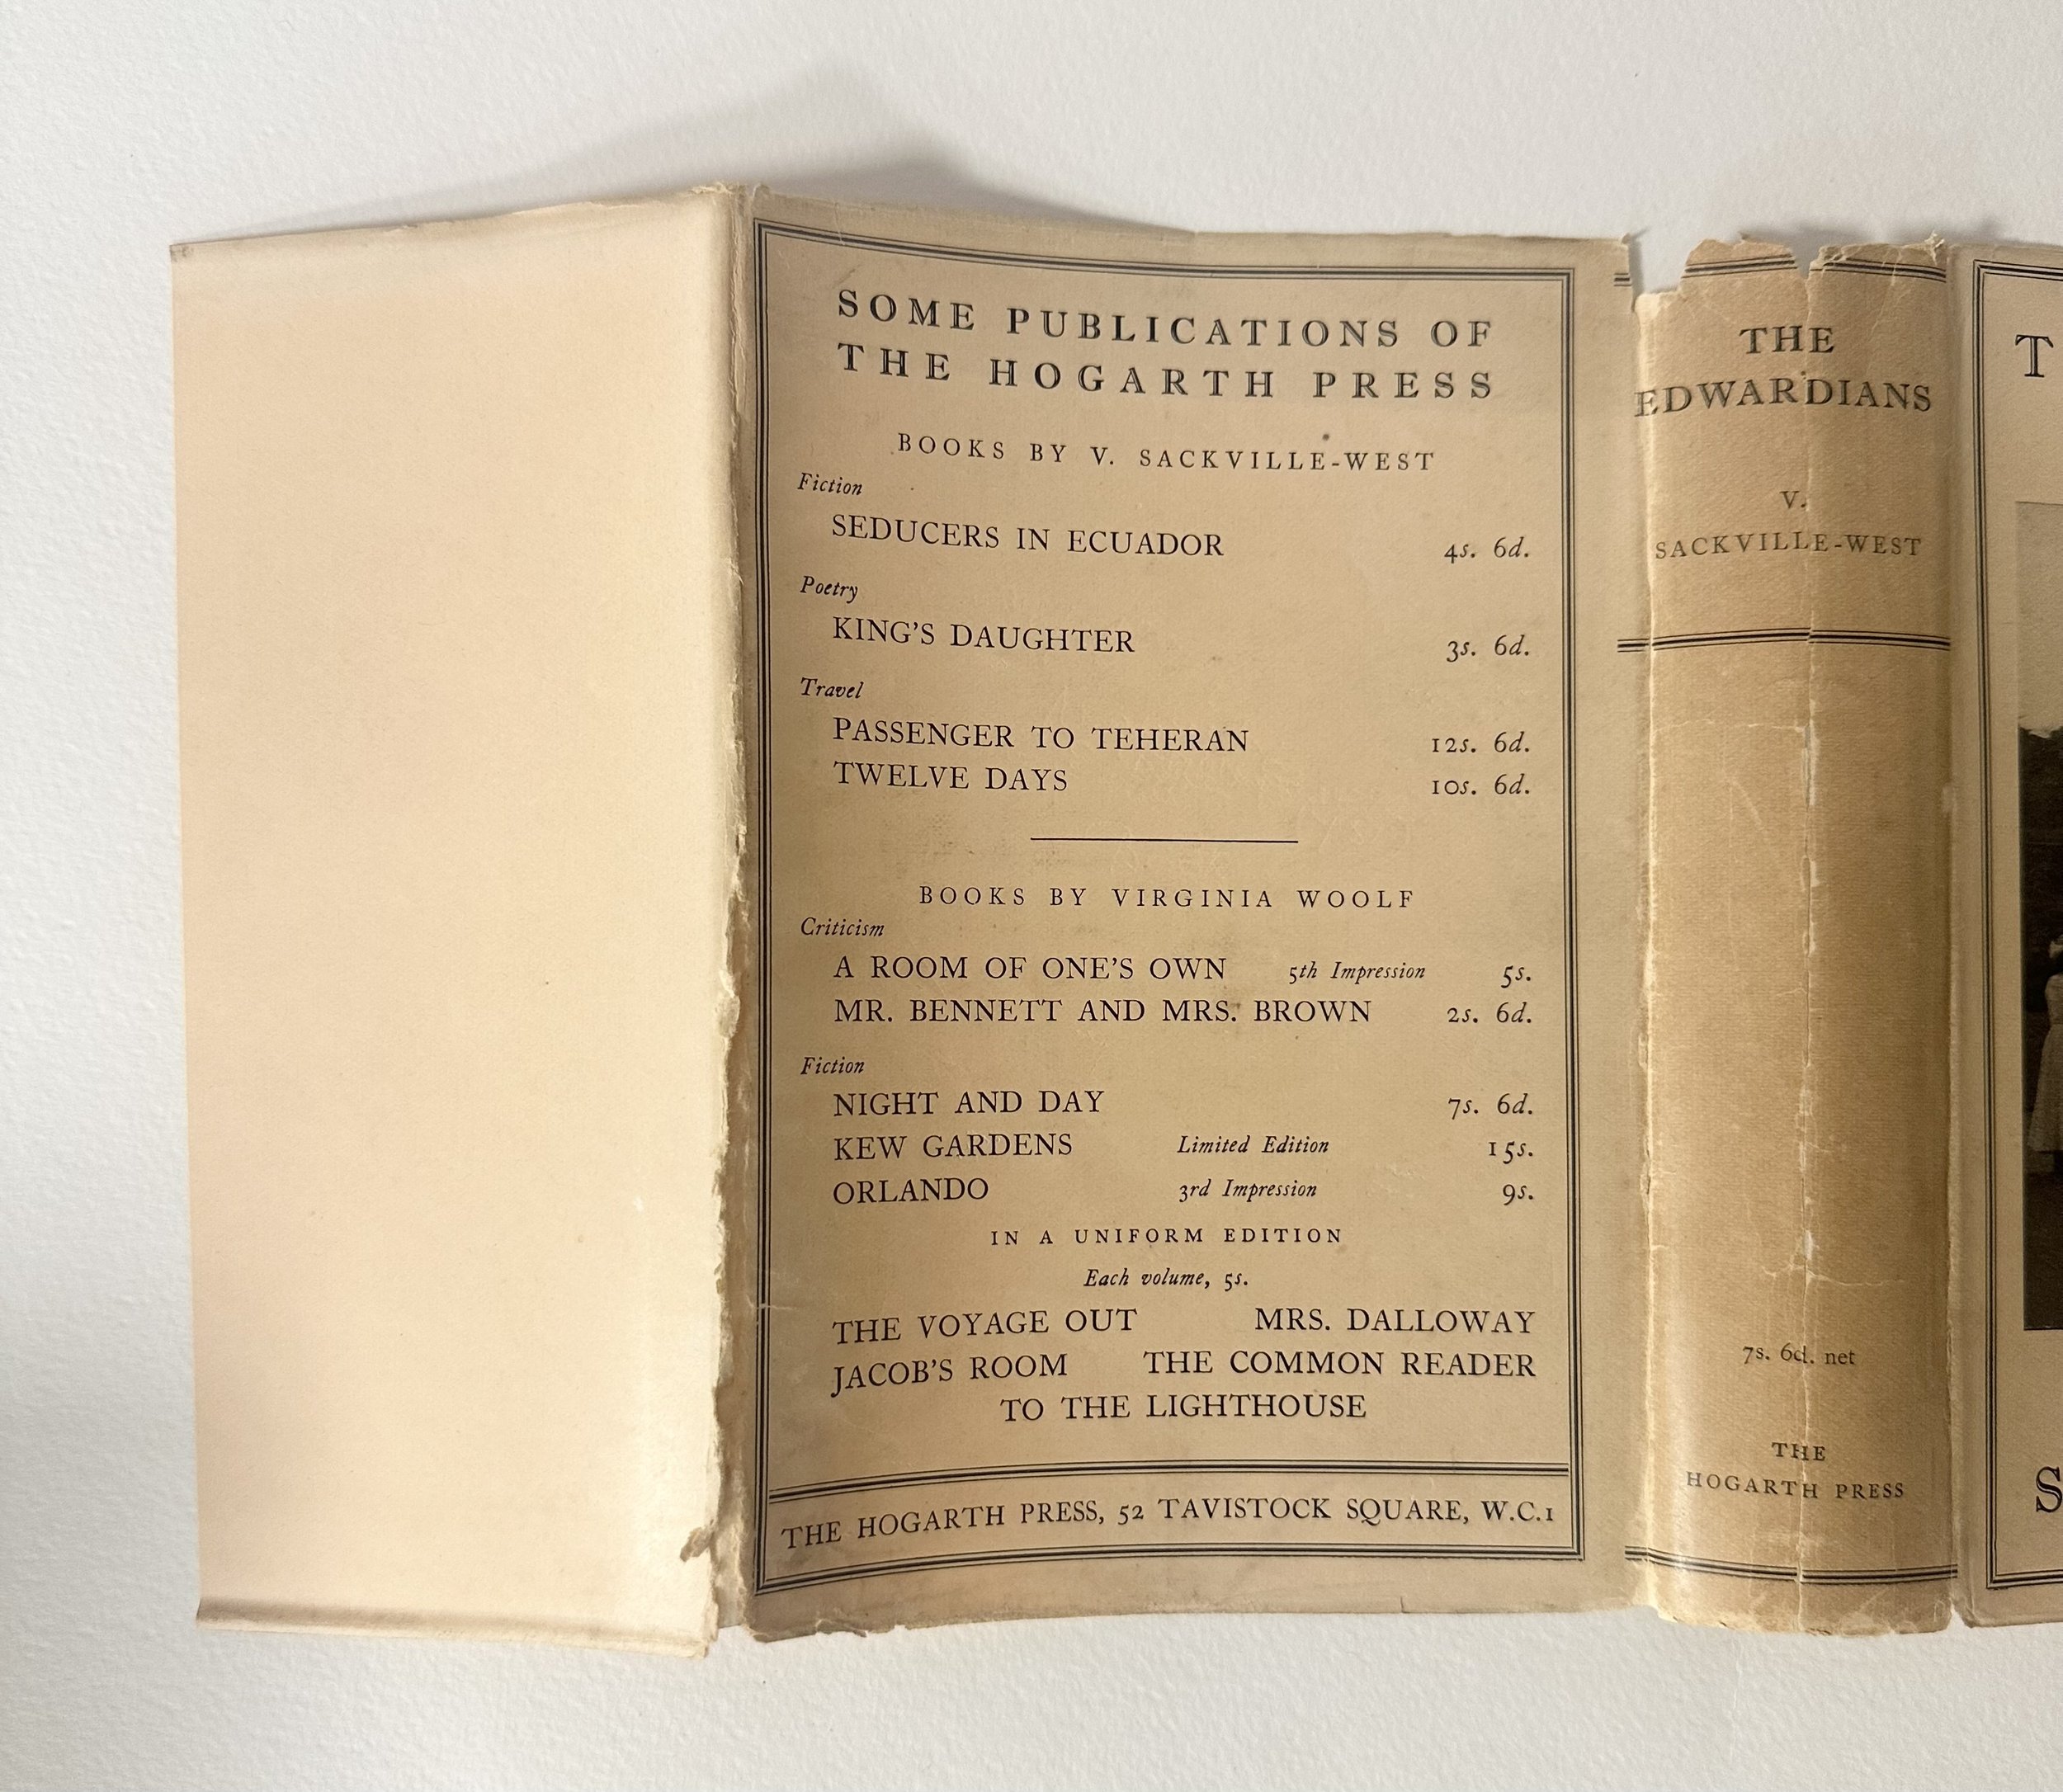 SOME PUBLICATIONS OF
THE HOGARTH PRESS
BOOKS BY V. SACKVILLE-WEST
Fiction
SEDUCERS IN ECUADOR 4s. 6d.
Poetry
KING'S DAUGHTER 3s. 6d.
Travel
PASSENGER TO TEHERAN 12s. 6d.
TWELVE DAYS 10s. 6d.
BOOKS BY VIRGINIA WOOLF
Criticism
A ROOM OF ONE'S OWN 5th Impression 5s.
MR. BENNETT AND MRS. BROWN 2s. 6d.
Fiction
NIGHT AND DAY 7s. 6d.
KEW GARDENS Limited Edition 15s.
ORLANDO 3rd Impression 9s.
IN A UNIFORM EDITION
Each volume, 5s.
THE VOYAGE OUT MRS. DALLOWAY
JACOB'S ROOM THE COMMON READER
TO THE LIGHTHOUSE
THE HOGARTH PRESS, 52 TAVISTOCK SQUARE, W.C.1
THE
EDWARDIANS
V.
SACKVILLE-WEST
7s. 6d. net
THE
HOGARTH PRESS
T
S